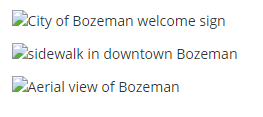 City of Bozeman welcome sign
sidewalk in downtown Bozeman
Aerial view of Bozeman